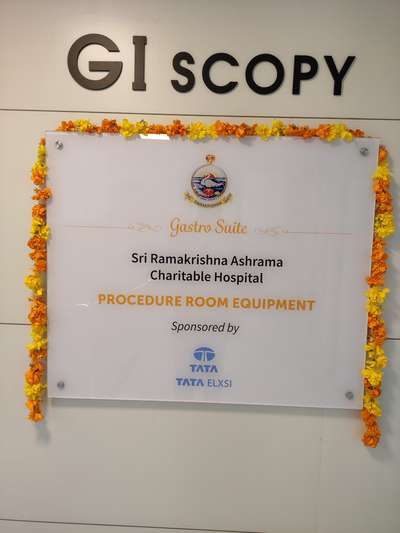 GI SCOPY
Gastro Suite
Sri Ramakrishna Ashrama
Charitable Hospital
PROCEDURE ROOM EQUIPMENT
Sponsored by
TATA
TATA ELXSI